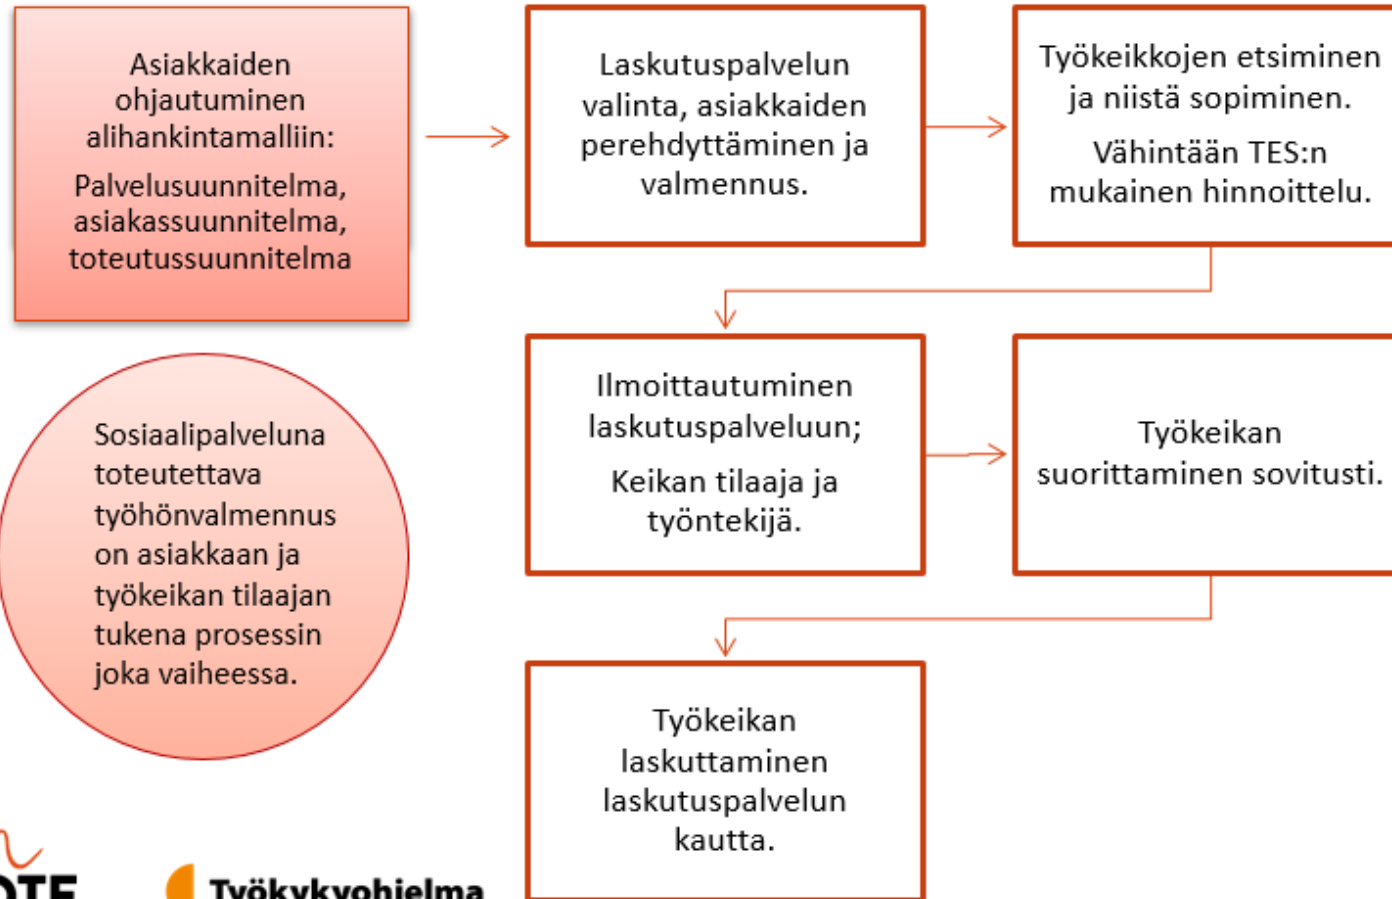 Asiakkaiden
ohjautuminen
alihankintamalliin:
Palvelusuunnitelma,
asiakassuunnitelma,
toteutussuunnitelma
Laskutuspalvelun
valinta, asiakkaiden
perehdyttäminen ja
valmennus.
Työkeikkojen etsiminen
ja niistä sopiminen.
Vähintään TES:n
mukainen hinnoittelu.
Ilmoittautuminen
laskutuspalveluun;
Keikan tilaaja ja
työntekijä.
Työkeikan
suorittaminen sovitusti.
Sosiaalipalveluna
toteutettava
työhönvalmennus
on asiakkaan ja
työkeikan tilaajan
tukena prosessin
joka vaiheessa.
Työkeikan
laskuttaminen
laskutuspalvelun
kautta.
Työkykyohjelma